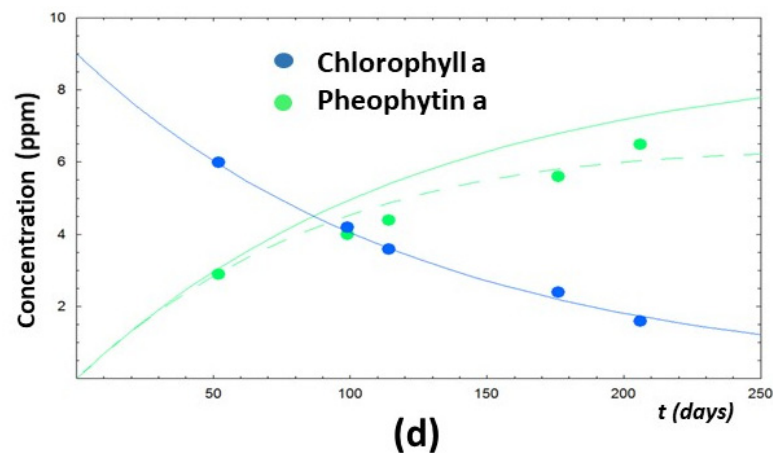 10
Chlorophyll a
8
Pheophytin a
6
4
2
Concentration (ppm)
50 100 150 200 250
t (days)
(d)